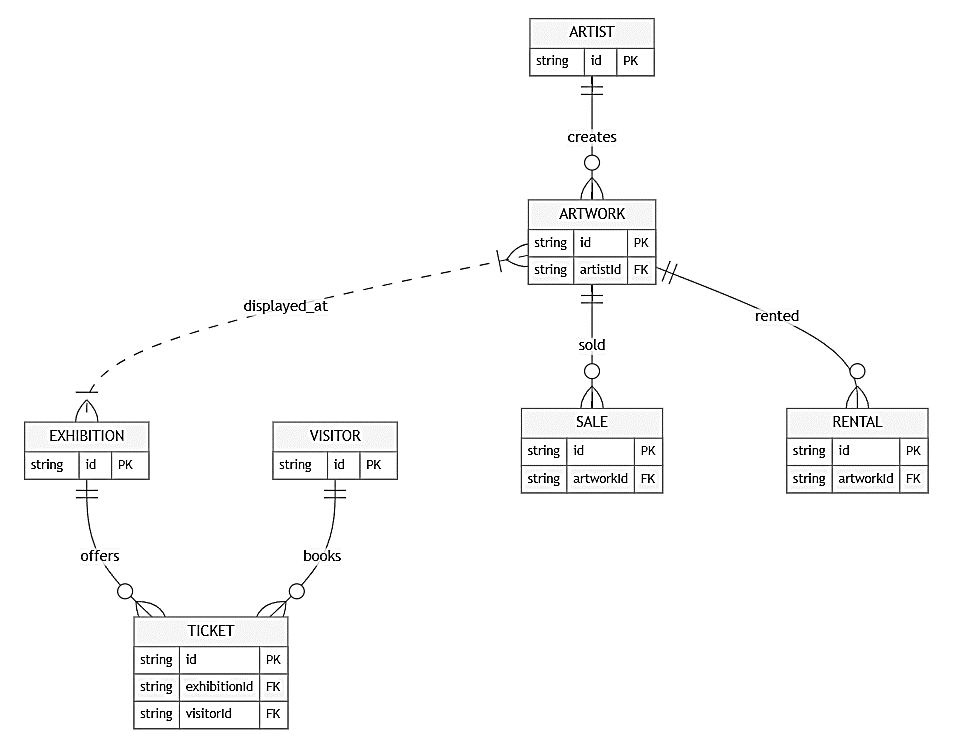 ARTIST
string id PK
creates
ARTWORK
string id PK
string artistId FK
displayed_at
sold
rented
EXHIBITION
string id PK
VISITOR
string id PK
SALE
string id PK
string artworkId FK
RENTAL
string id PK
string artworkId FK
offers
books
TICKET
string id PK
string exhibitionId FK
string visitorId FK